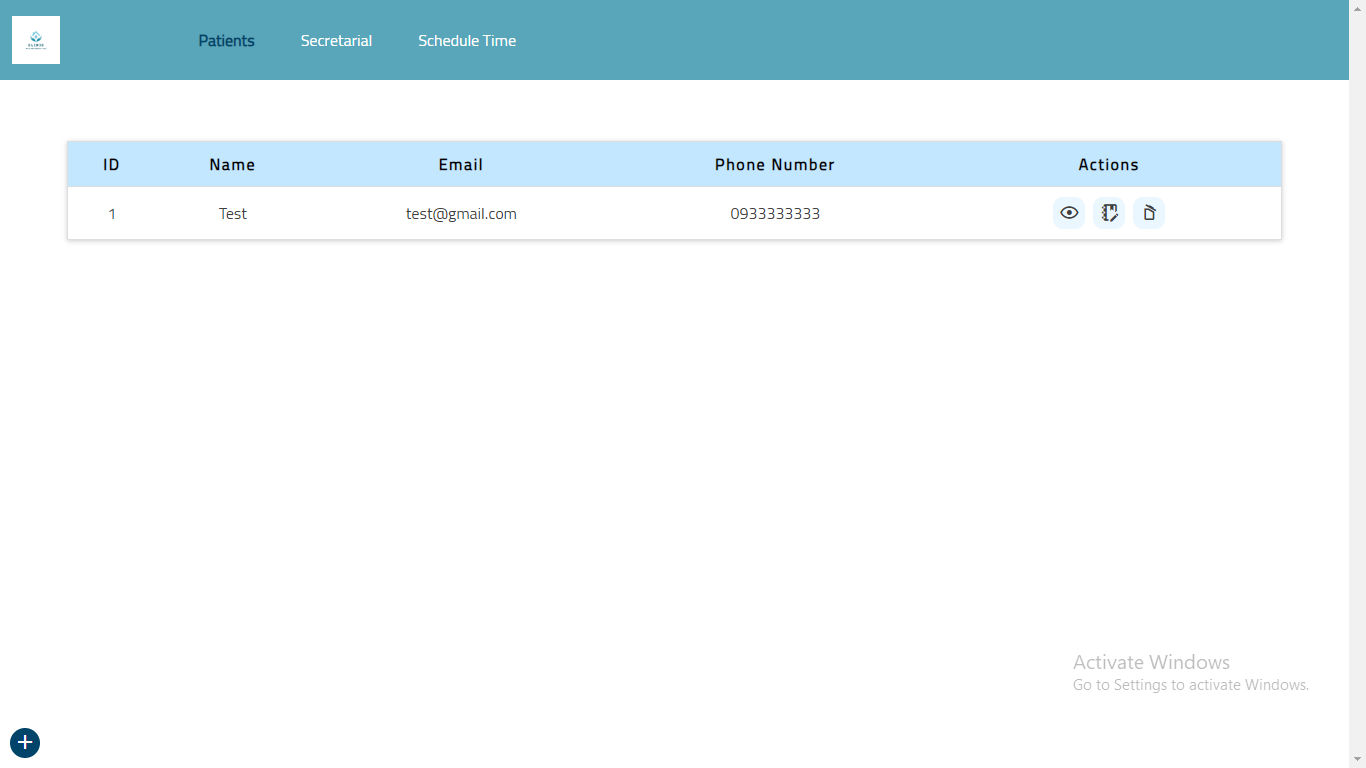 CLINIC
Patients Secretarial Schedule Time
ID Name Email Phone Number Actions
1 Test test@gmail.com 0933333333
Activate Windows
Go to Settings to activate Windows.